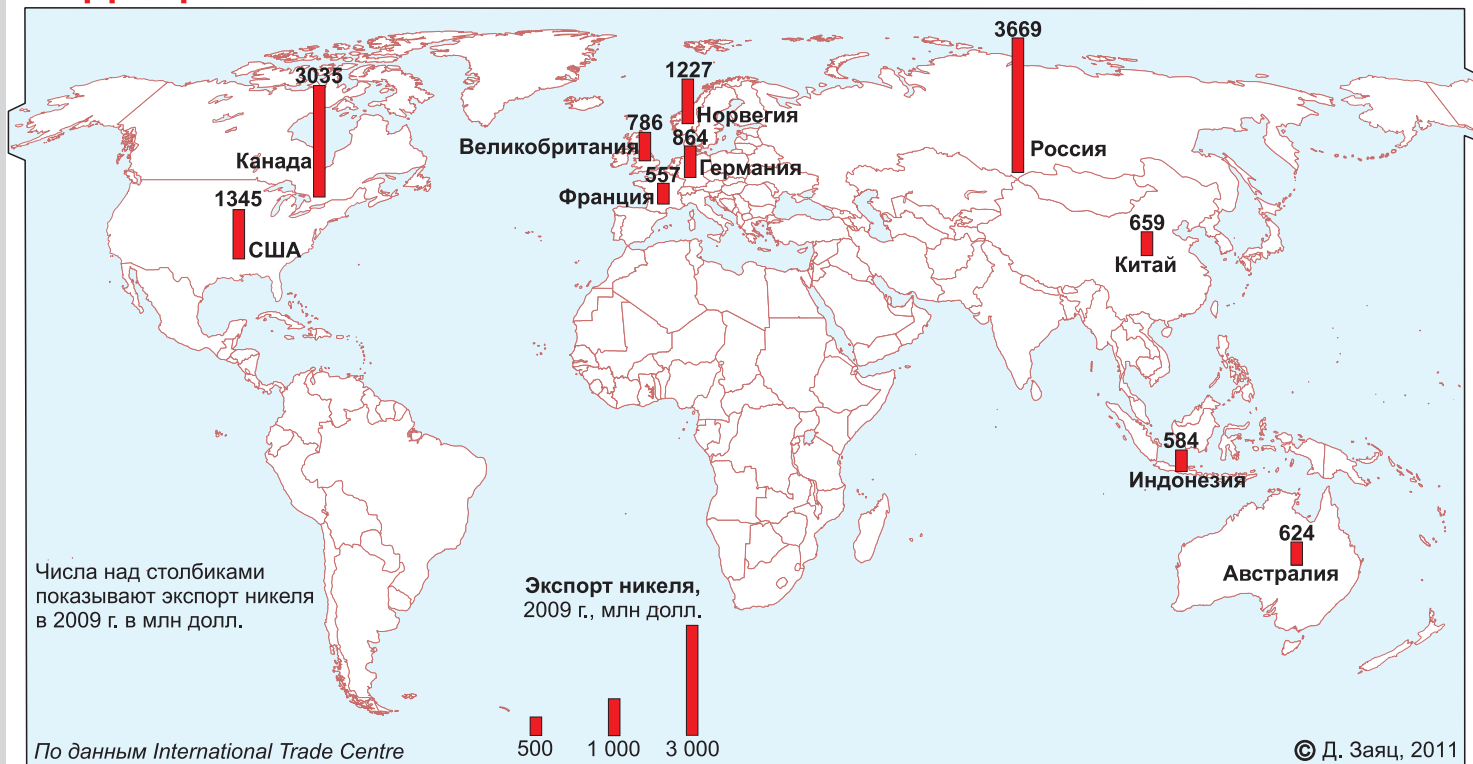 3669
3035
1227
Норвегия
786
Великобритания
864
Германия
Россия
Канада
557
Франция
1345
США
659
Китай
584
Индонезия
624
Австралия
Числа над столбиками
показывают экспорт никеля
в 2009 г. в млн долл.
Экспорт никеля,
2009 г., млн долл.
500
1 000
3 000
По данным International Trade Centre
© Д. Заяц, 2011